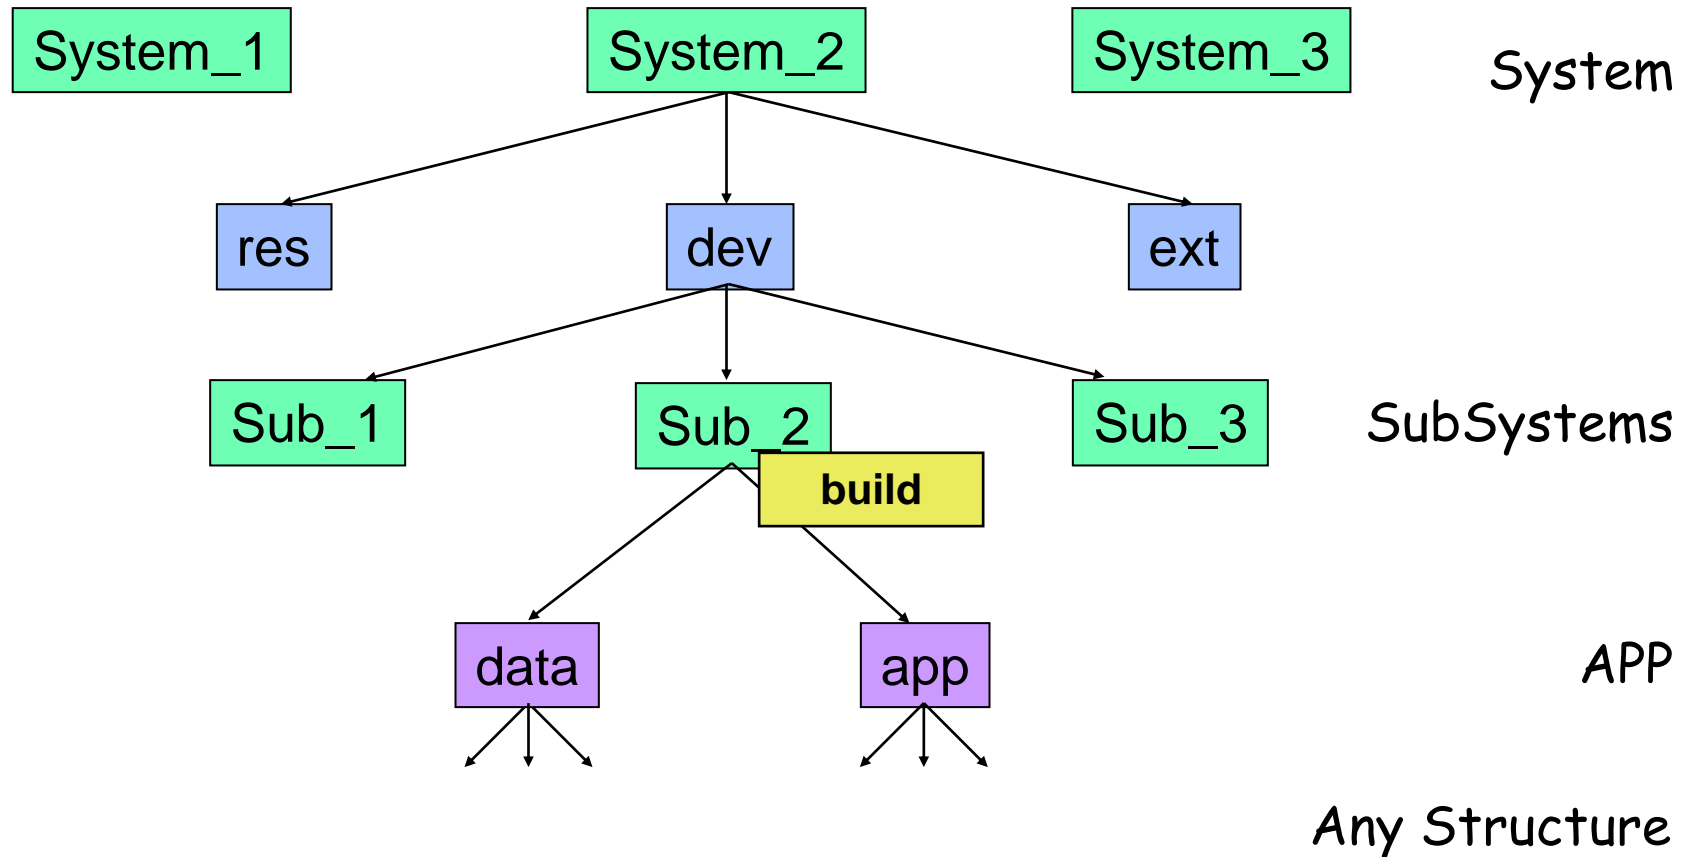 System_1
System_2
System_3
System
res
dev
ext
Sub_1
Sub_2
Sub_3
SubSystems
build
data
app
APP
Any Structure